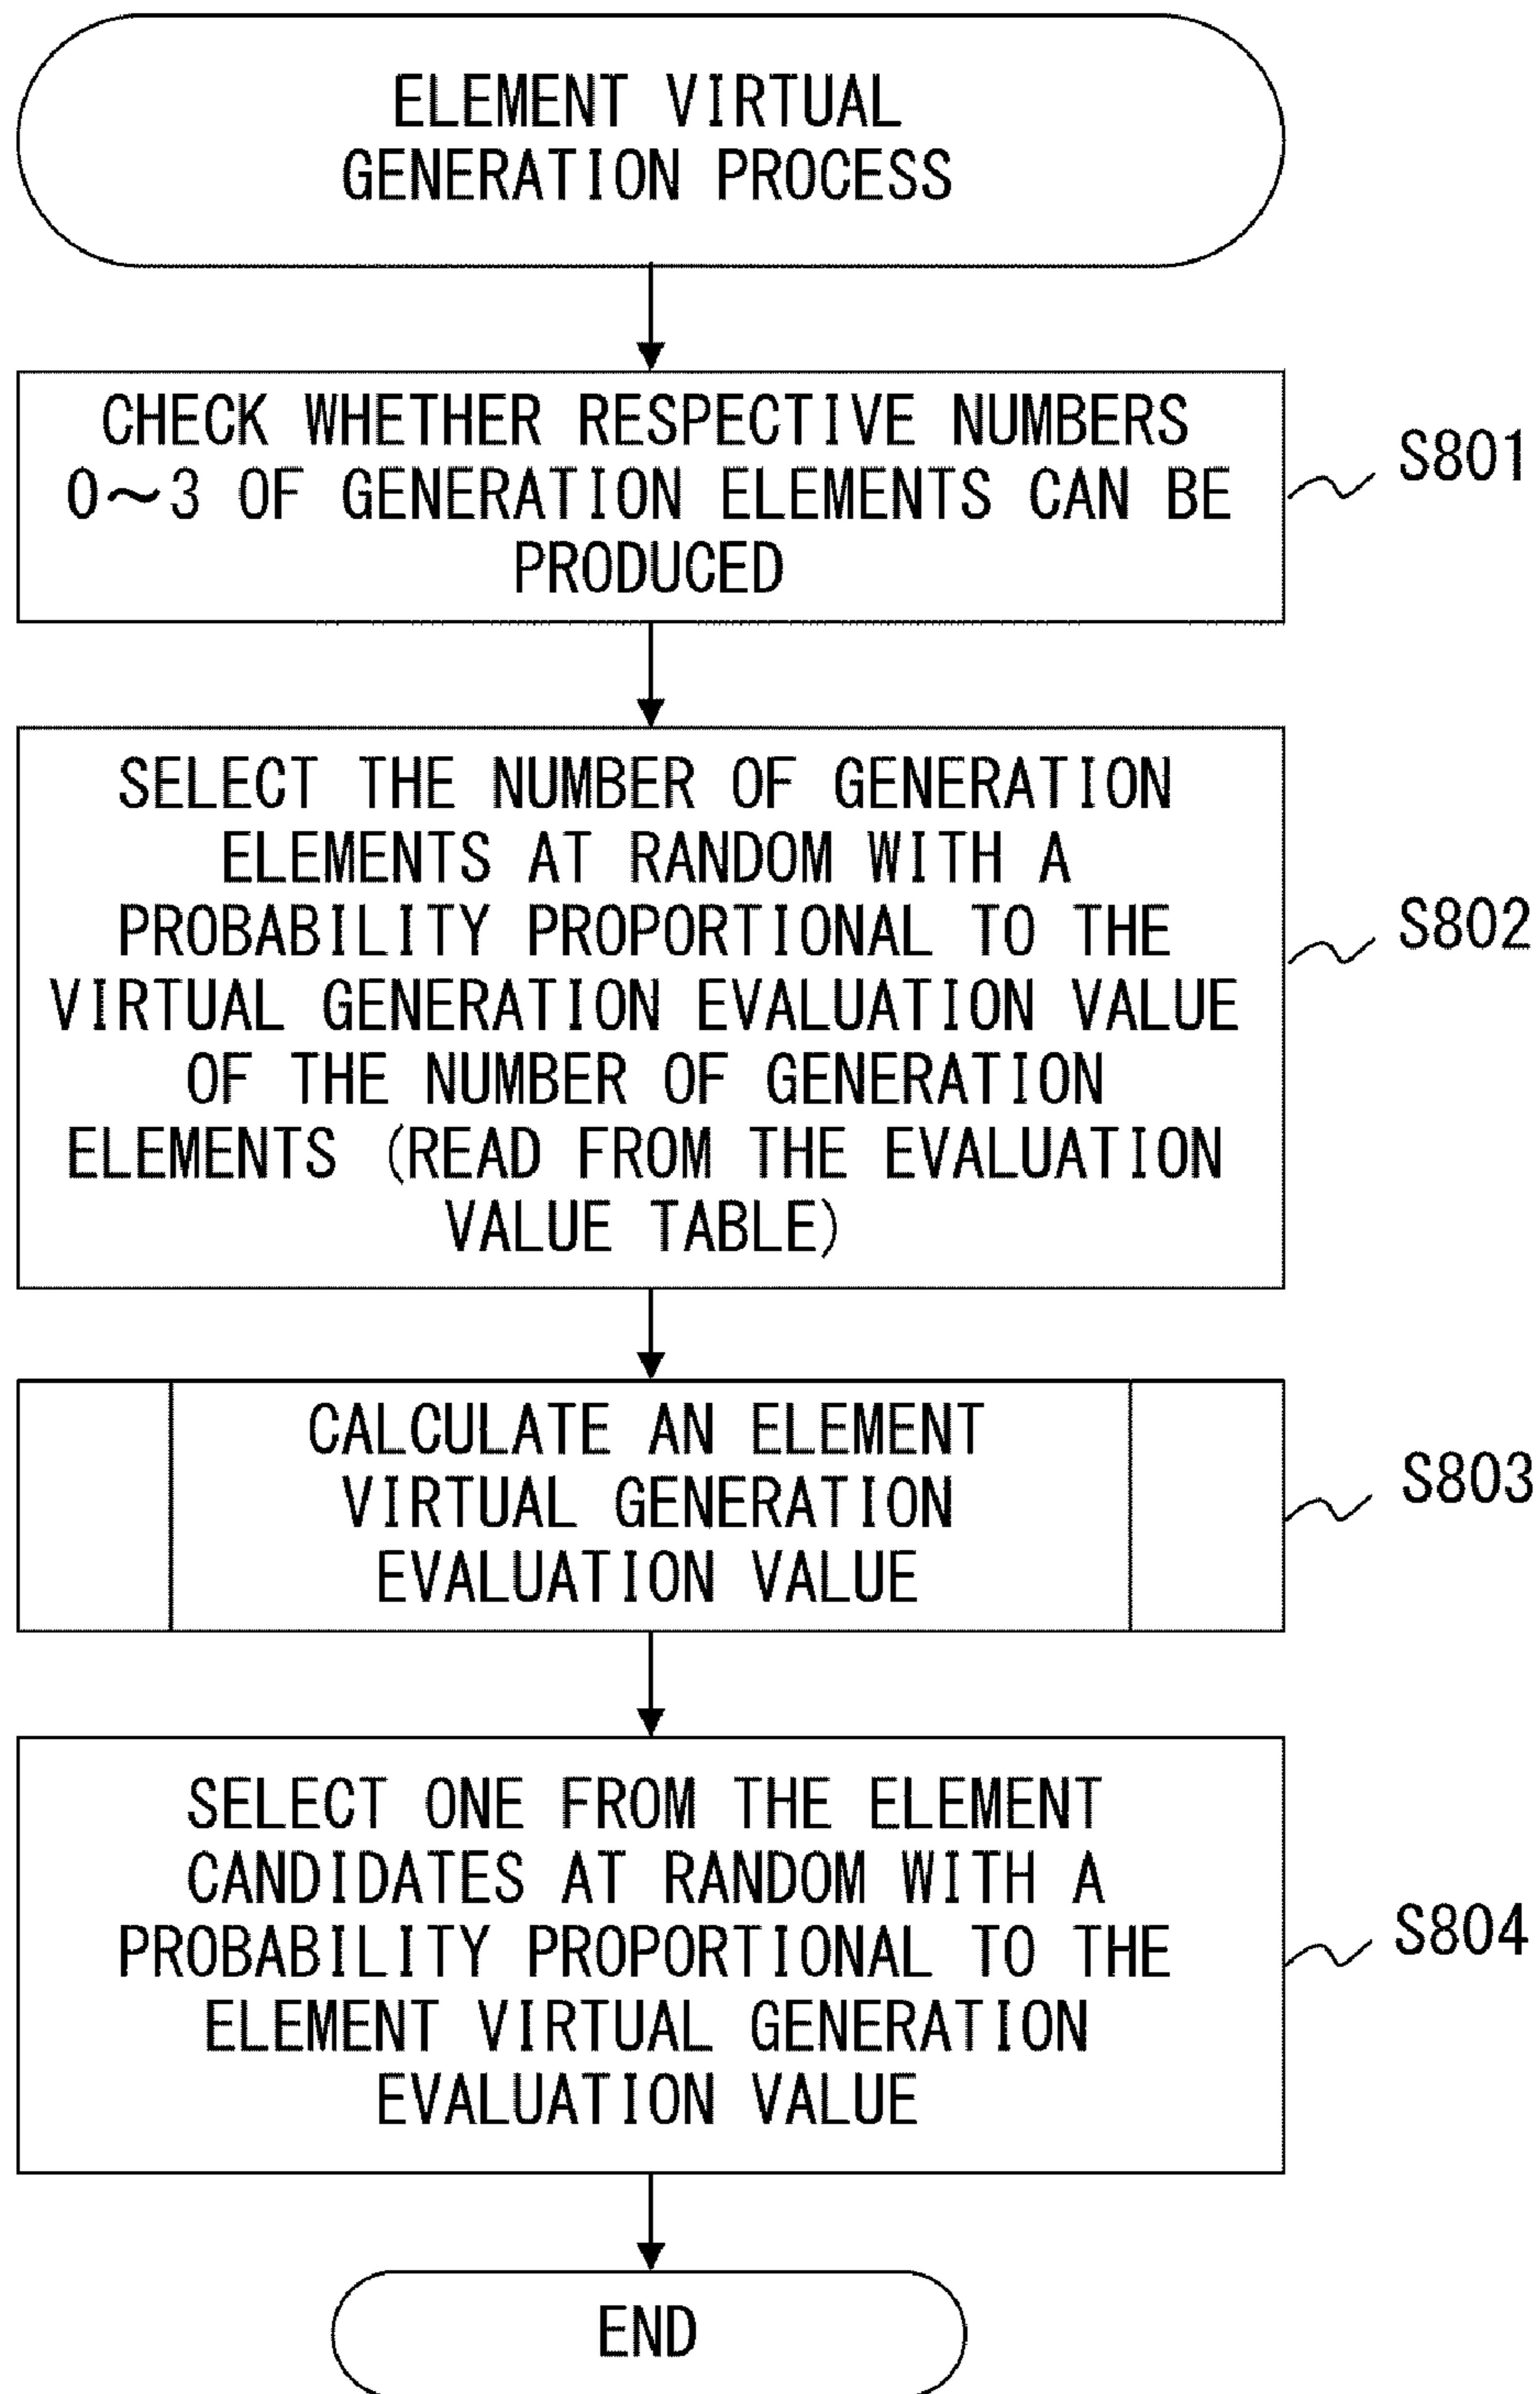 ELEMENT VIRTUAL
GENERATION PROCESS
CHECK WHETHER RESPECTIVE NUMBERS
0~3 OF GENERATION ELEMENTS CAN BE
PRODUCED
S801
SELECT THE NUMBER OF GENERATION
ELEMENTS AT RANDOM WITH A
PROBABILITY PROPORTIONAL TO THE
VIRTUAL GENERATION EVALUATION VALUE
OF THE NUMBER OF GENERATION
ELEMENTS (READ FROM THE EVALUATION
VALUE TABLE)
S802
CALCULATE AN ELEMENT
VIRTUAL GENERATION
EVALUATION VALUE
S803
SELECT ONE FROM THE ELEMENT
CANDIDATES AT RANDOM WITH A
PROBABILITY PROPORTIONAL TO THE
ELEMENT VIRTUAL GENERATION
EVALUATION VALUE
S804
END